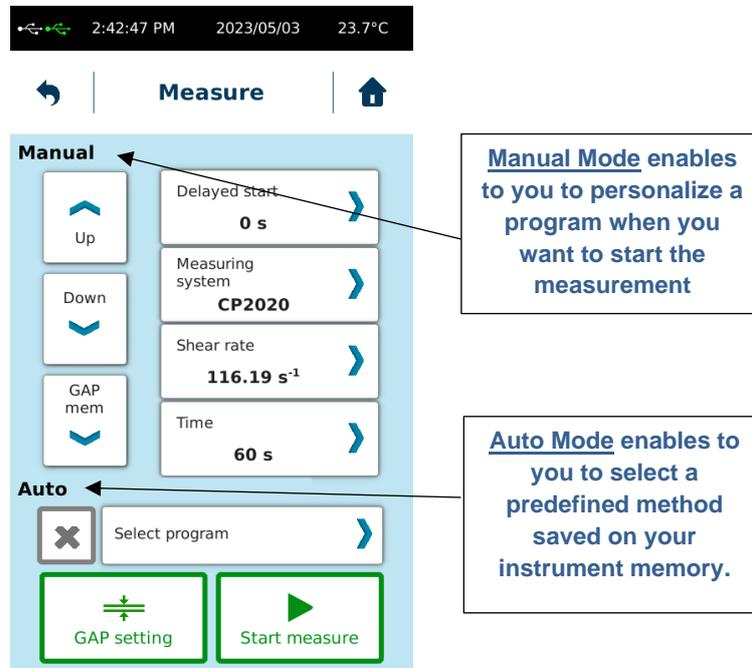 2:42:47 PM 2023/05/03 23.7°C
Measure
Manual
Up
Down
GAP
mem
Delayed start
0 s
Measuring
system
CP2020
Shear rate
116.19 s⁻¹
Time
60 s
Auto
Select program
GAP setting
Start measure
Manual Mode enables
to you to personalize a
program when you
want to start the
measurement
Auto Mode enables to
you to select a
predefined method
saved on your
instrument memory.